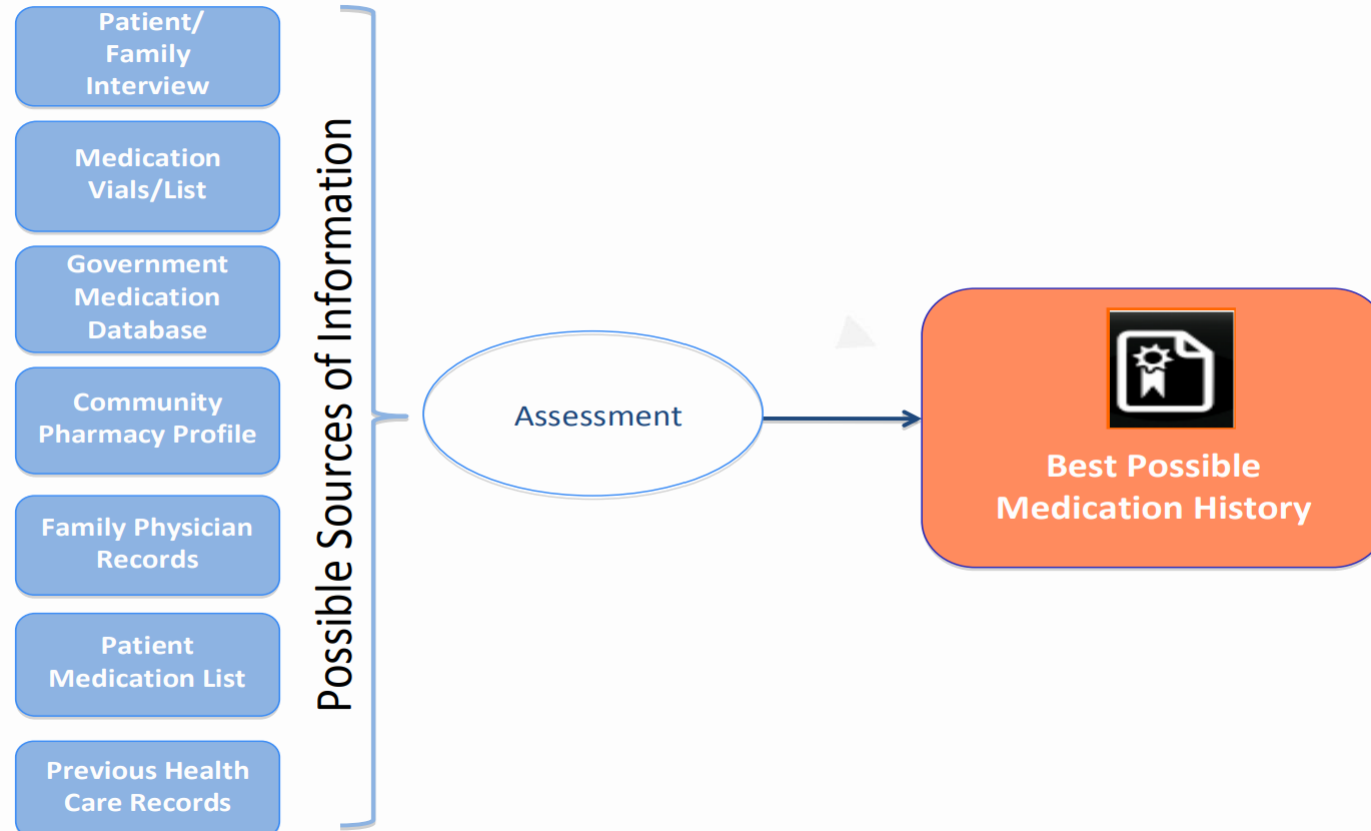 Patient/
Family
Interview
Medication
Vials/List
Government
Medication
Database
Community
Pharmacy Profile
Family Physician
Records
Patient
Medication List
Previous Health
Care Records
Possible Sources of Information
Assessment
Best Possible
Medication History